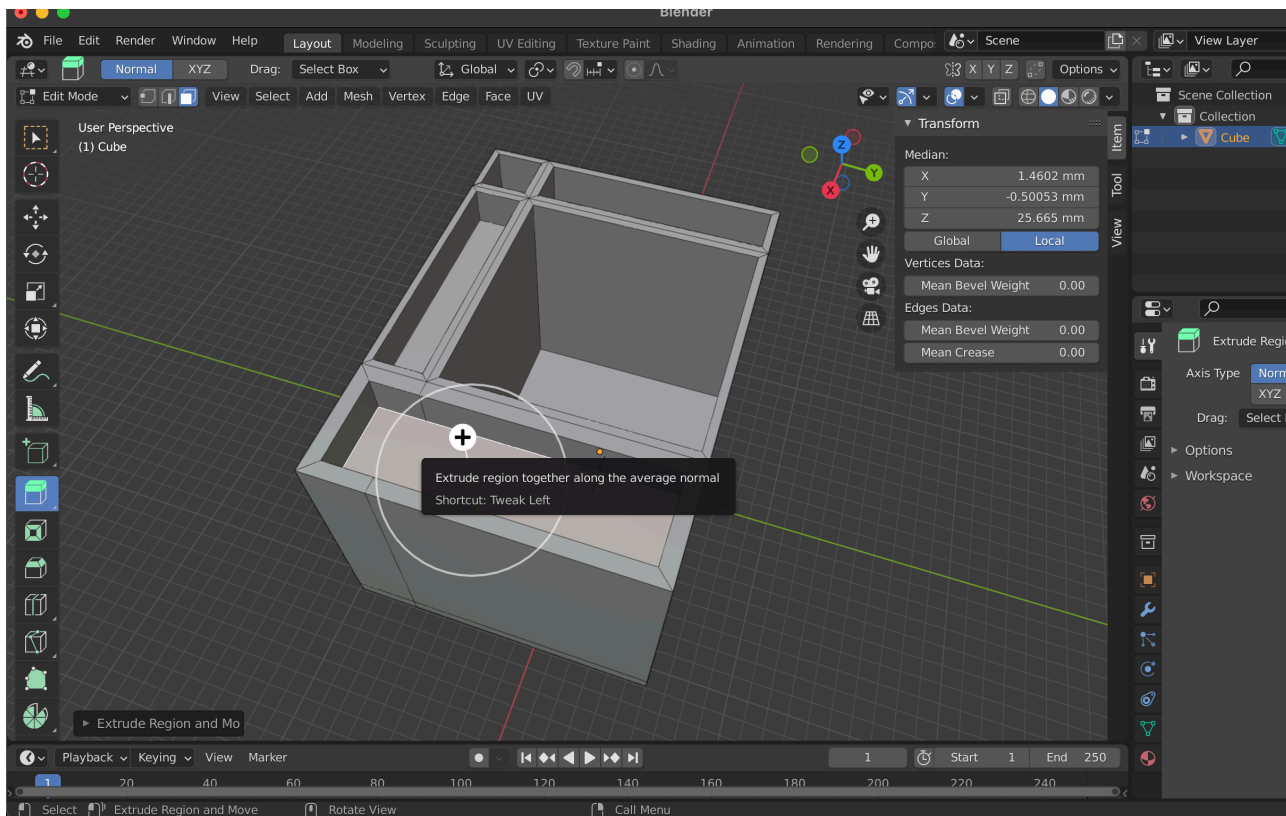 Blender
File Edit Render Window Help Layout Modeling Sculpting UV Editing Texture Paint Shading Animation Rendering Compo Scene View Layer
Normal XYZ Drag: Select Box Global X Y Z Options
Edit Mode View Select Add Mesh Vertex Edge Face UV
User Perspective
(1) Cube
Z
Y
X
Transform
Median:
X 1.4602 mm
Y -0.50053 mm
Z 25.665 mm
Global Local
Vertices Data:
Mean Bevel Weight 0.00
Edges Data:
Mean Bevel Weight 0.00
Mean Crease 0.00
Item
Tool
View
Scene Collection
Collection
Cube
Extrude Regi
Axis Type Norm
XYZ
Drag: Select
Options
Workspace
Extrude region together along the average normal
Shortcut: Tweak Left
Extrude Region and Mo
Playback Keying View Marker 1 Start 1 End 250
1 20 40 60 80 100 120 140 160 180 200 220 240
Select Extrude Region and Move Rotate View Call Menu